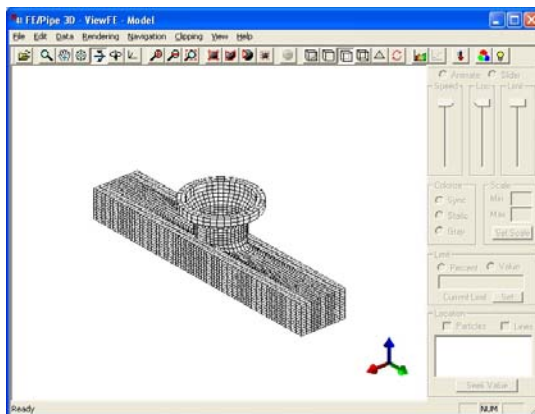 FE/Pipe 3D - ViewFE - Model
File Edit Data Rendering Navigation Clipping View Help
Animate Slider
Speed Loc Limit
Colorize Scale
Sync Min
Static Max
Gray Set Scale
Limit
Percent Value
Current Limit Set
Location
Particles Lines
Seek Value
Ready NUM